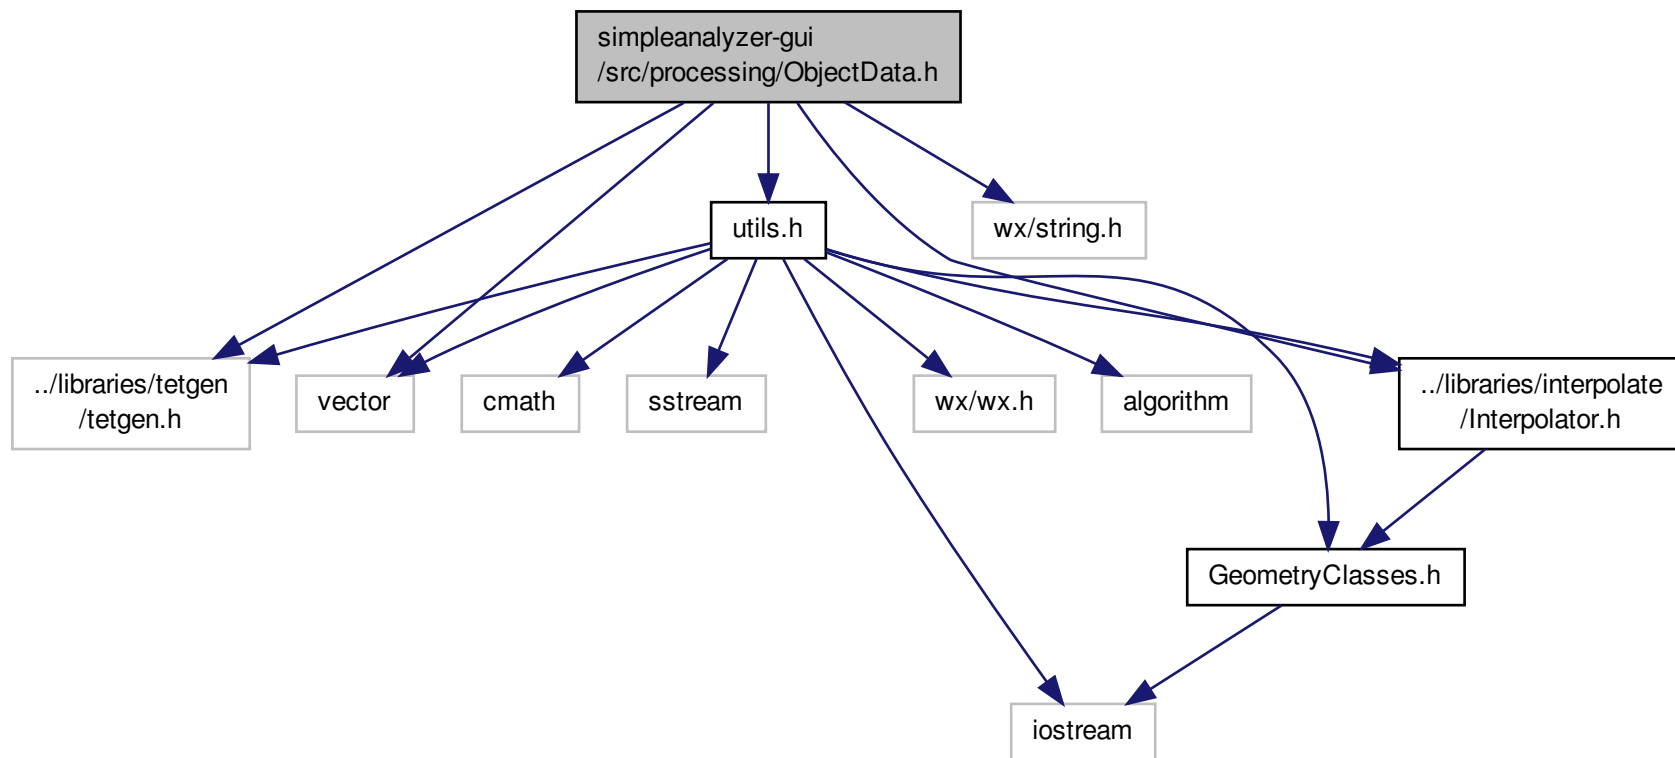 simpleanalyzer-gui
/src/processing/ObjectData.h
utils.h
wx/string.h
../libraries/tetgen
/tetgen.h
vector
cmath
sstream
wx/wx.h
algorithm
../libraries/interpolate
/Interpolator.h
GeometryClasses.h
iostream